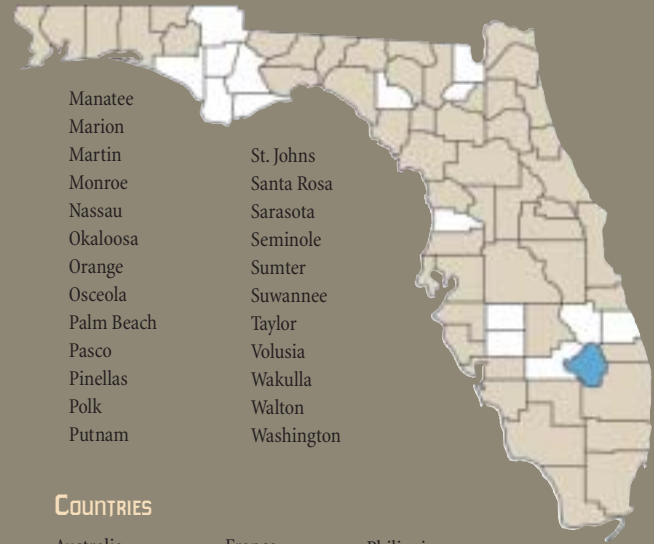 Manatee
Marion
Martin
Monroe
Nassau
Okaloosa
Orange
Osceola
Palm Beach
Pasco
Pinellas
Polk
Putnam
St. Johns
Santa Rosa
Sarasota
Seminole
Sumter
Suwannee
Taylor
Volusia
Wakulla
Walton
Washington
Countries